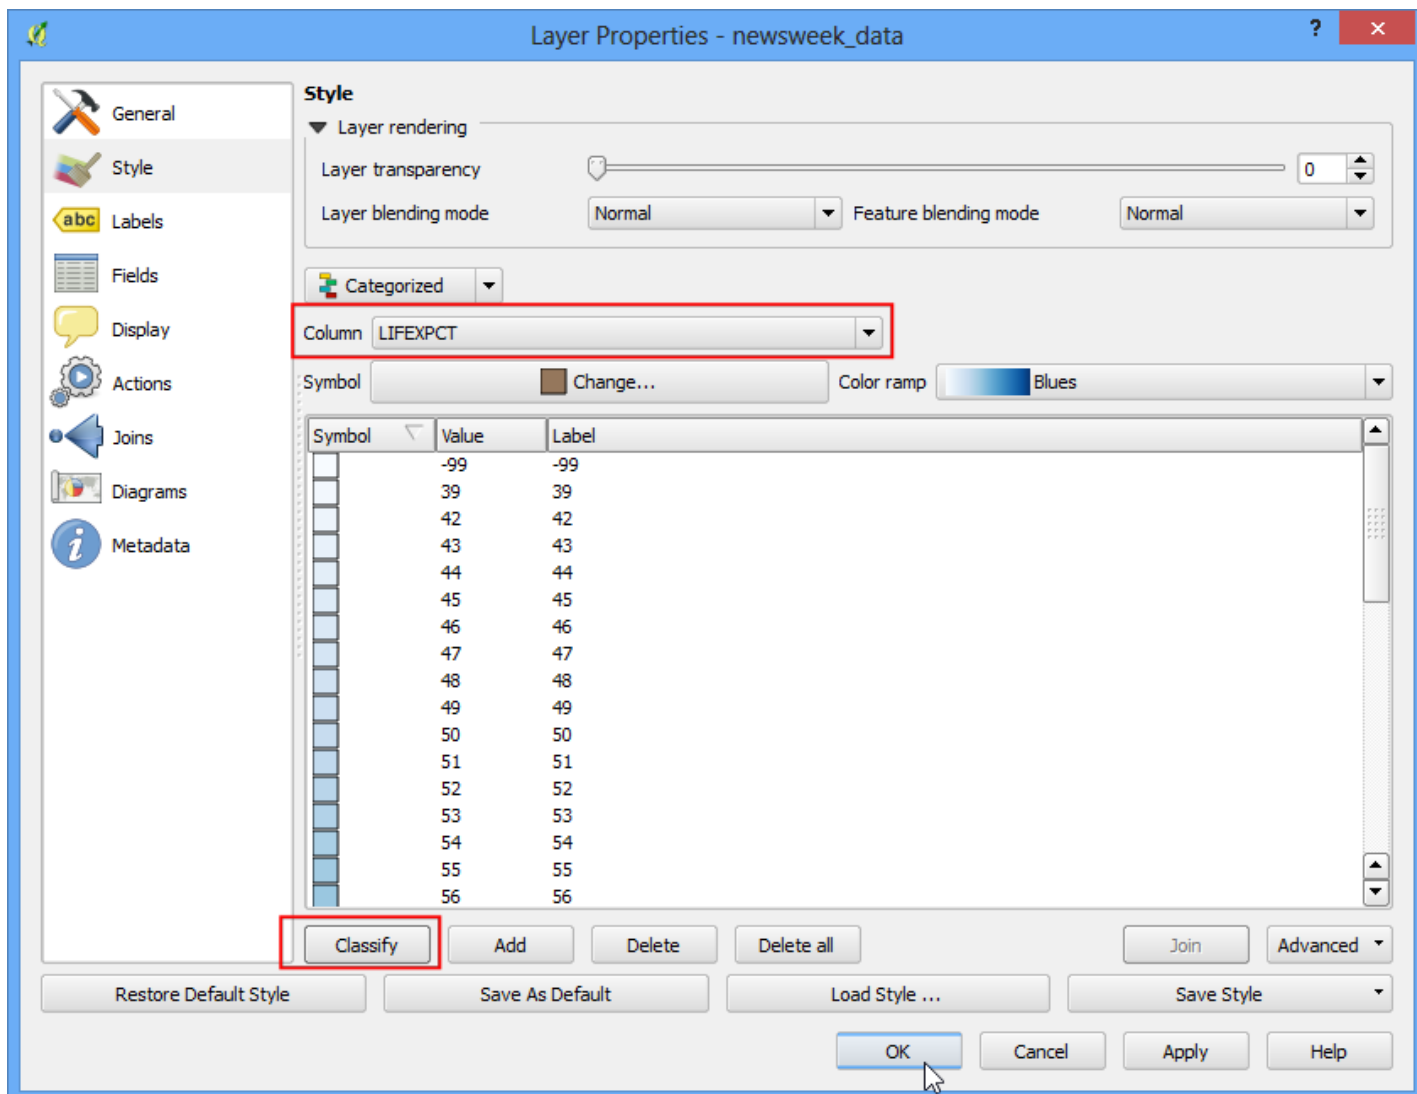 Layer Properties - newsweek_data
?
General
Style
Labels
Fields
Display
Actions
Joins
Diagrams
Metadata
abc
Style
Layer rendering
Layer transparency 0
Layer blending mode Normal Feature blending mode Normal
Categorized
Column LIFEXPCT
Symbol Change... Color ramp Blues
Symbol Value Label
-99 -99
39 39
42 42
43 43
44 44
45 45
46 46
47 47
48 48
49 49
50 50
51 51
52 52
53 53
54 54
55 55
56 56
Classify Add Delete Delete all Join Advanced
Restore Default Style Save As Default Load Style ... Save Style
OK Cancel Apply Help